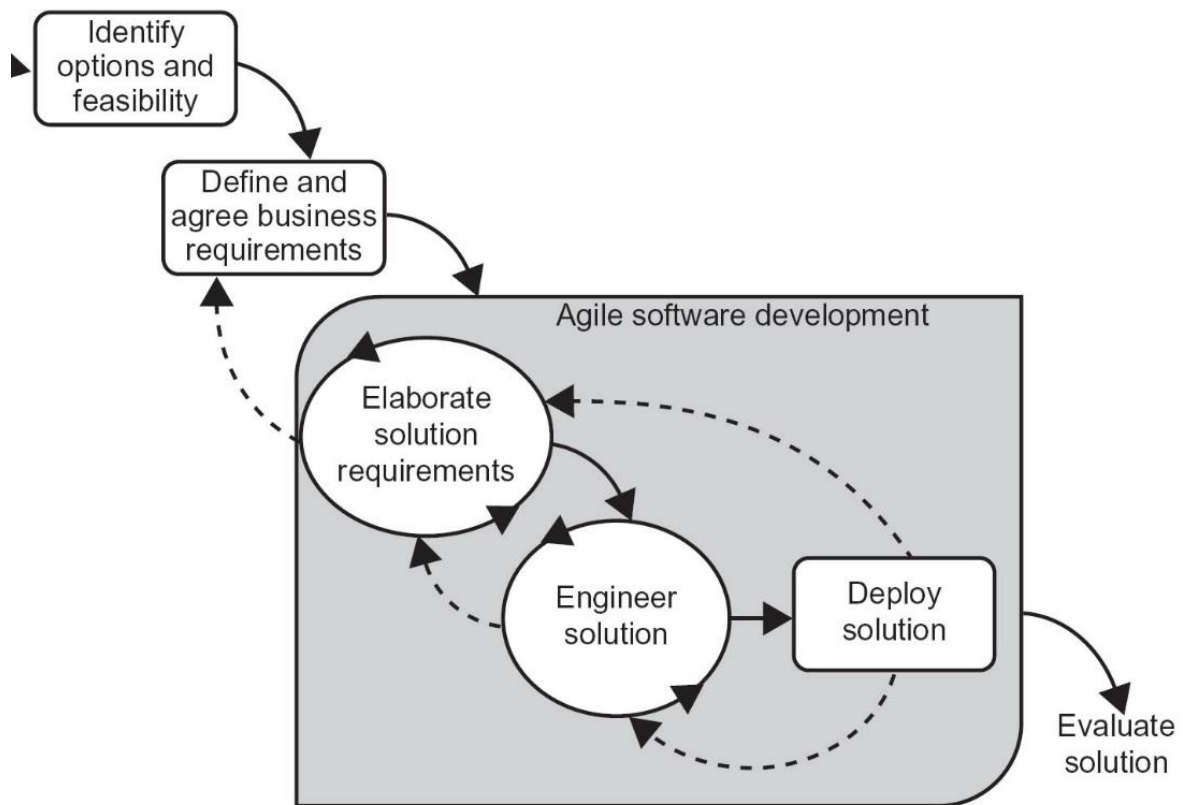 Identify
options and
feasibility
Define and
agree business
requirements
Agile software development
Elaborate
solution
requirements
Engineer
solution
Deploy
solution
Evaluate
solution